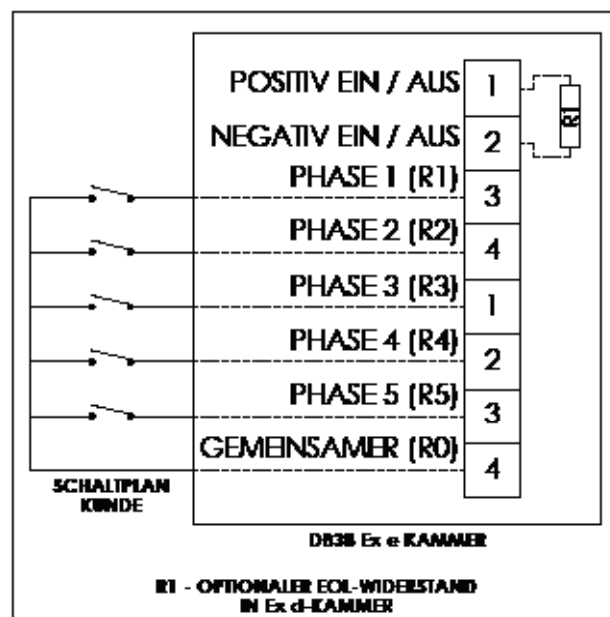 POSITIV EIN / AUS 1
R1
NEGATIV EIN / AUS 2
PHASE 1 (R1) 3
PHASE 2 (R2) 4
PHASE 3 (R3) 1
PHASE 4 (R4) 2
PHASE 5 (R5) 3
GEMEINSAMER (R0) 4
SCHALTPLAN
KUNDE
DB3B Ex e-KAMMER
R1 - OPTIONALER EOL-WIDERSTAND
IN Ex d-KAMMER